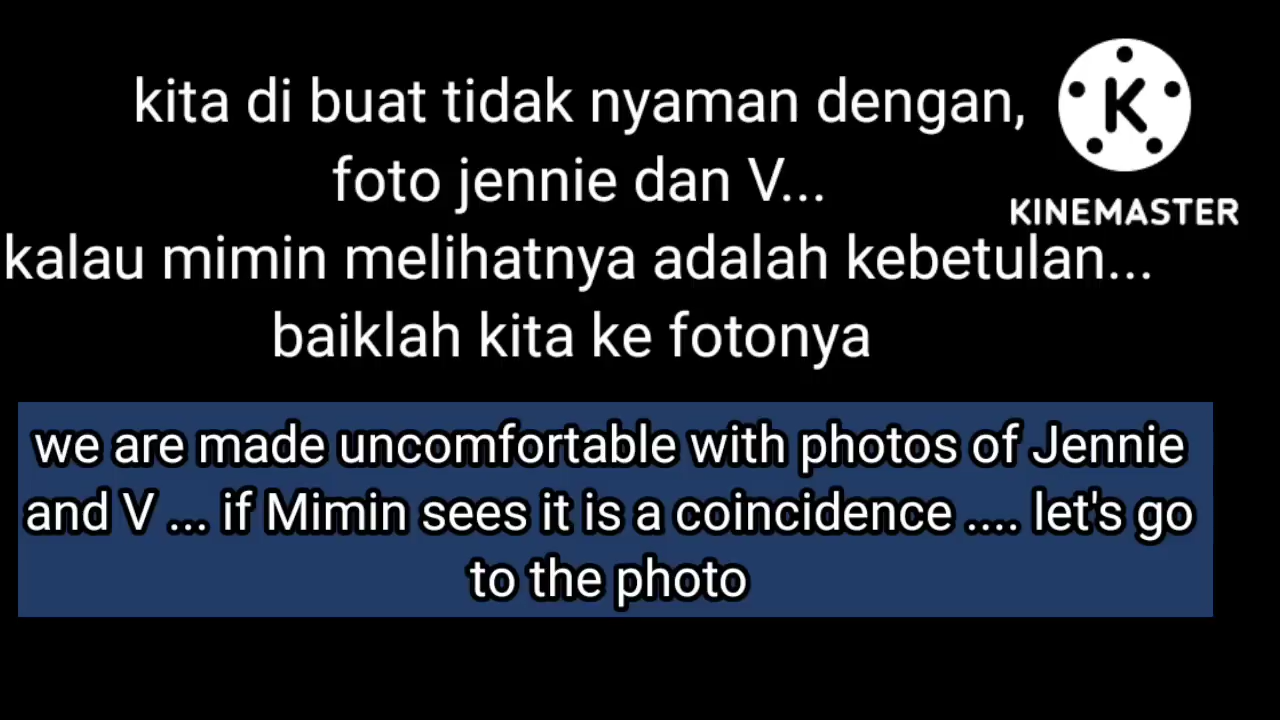 kita di buat tidak nyaman dengan,
foto jennie dan V...
KINEMASTER
kalau mimin melihatnya adalah kebetulan...
baiklah kita ke fotonya
we are made uncomfortable with photos of Jennie
and V ... if Mimin sees it is a coincidence .... let's go
to the photo